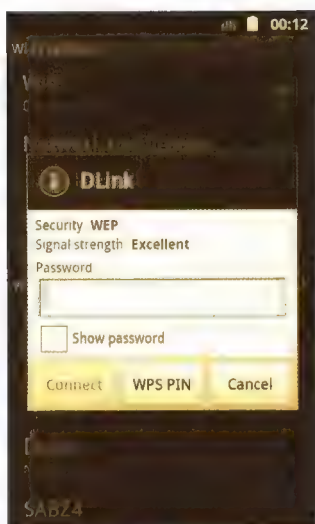 00:12
DLink
Security WEP
Signal strength Excellent
Password
Show password
Connect WPS PIN Cancel
SABZ4